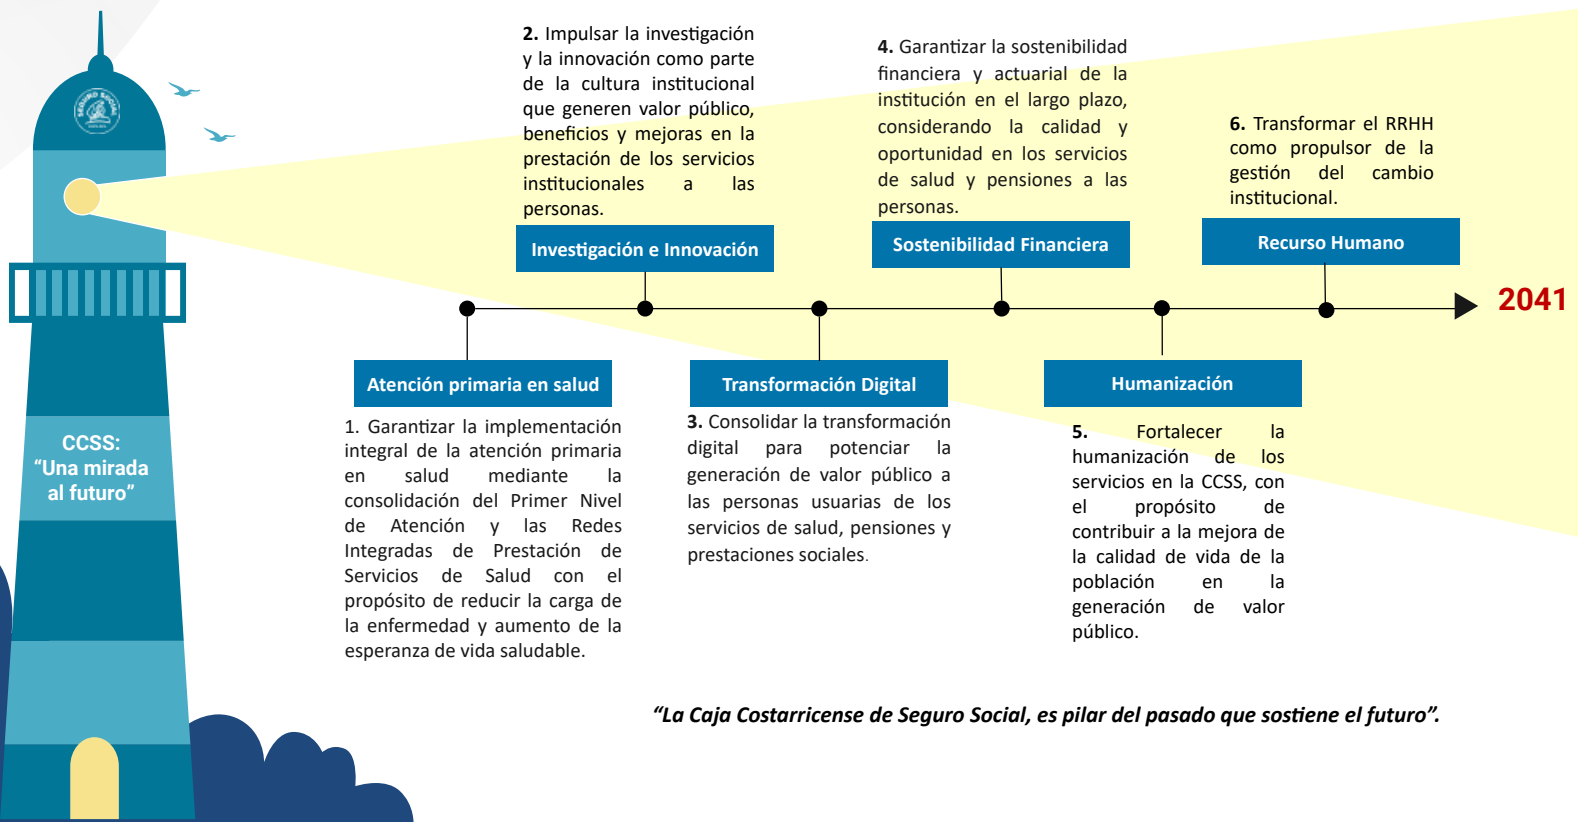 SEGURO SOCIAL
CCSS:
“Una mirada
al futuro”
1. Garantizar la implementación
integral de la atención primaria
en salud mediante la
consolidación del Primer Nivel
de Atención y las Redes
Integradas de Prestación de
Servicios de Salud con el
propósito de reducir la carga de
la enfermedad y aumento de la
esperanza de vida saludable.
Atención primaria en salud
2. Impulsar la investigación
y la innovación como parte
de la cultura institucional
que generen valor público,
beneficios y mejoras en la
prestación de los servicios
institucionales a las
personas.
Investigación e Innovación
Transformación Digital
3. Consolidar la transformación
digital para potenciar la
generación de valor público a
las personas usuarias de los
servicios de salud, pensiones y
prestaciones sociales.
4. Garantizar la sostenibilidad
financiera y actuarial de la
institución en el largo plazo,
considerando la calidad y
oportunidad en los servicios
de salud y pensiones a las
personas.
Sostenibilidad Financiera
Humanización
5. Fortalecer la
humanización de los
servicios en la CCSS, con
el propósito de
contribuir a la mejora de
la calidad de vida de la
población en la
generación de valor
público.
6. Transformar el RRHH
como propulsor de la
gestión del cambio
institucional.
Recurso Humano
2041
“La Caja Costarricense de Seguro Social, es pilar del pasado que sostiene el futuro”.